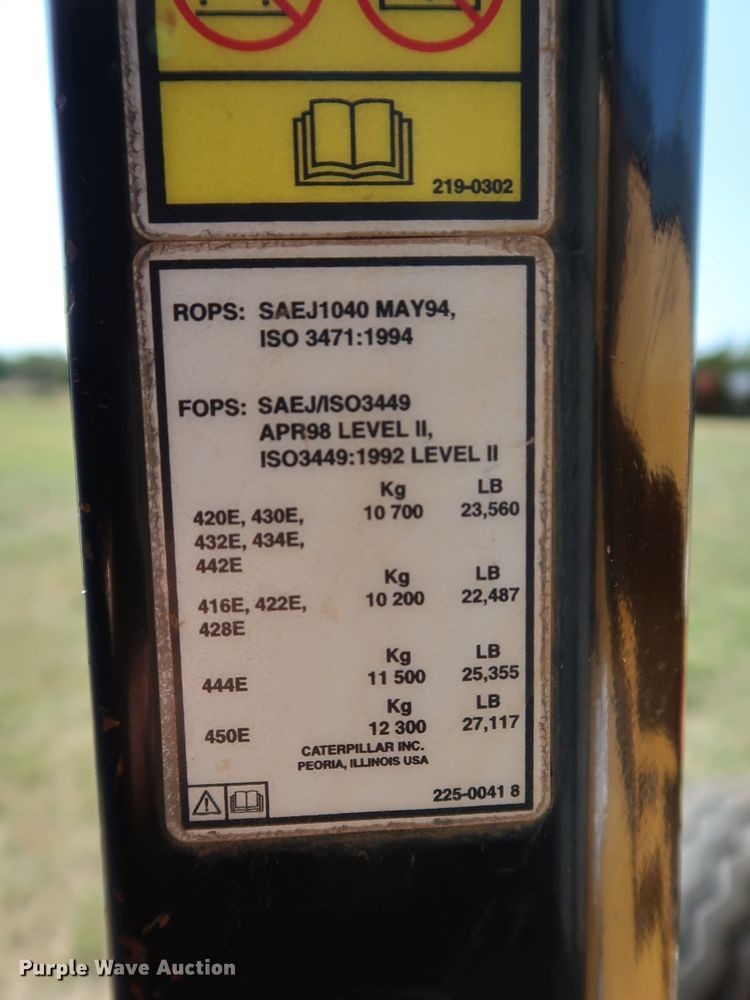 219-0302
ROPS: SAEJ1040 MAY94,
ISO 3471:1994
FOPS: SAEJ/ISO3449
APR98 LEVEL II,
ISO3449:1992 LEVEL II
Kg LB
420E, 430E, 10 700 23,560
432E, 434E,
442E
Kg LB
416E, 422E, 10 200 22,487
428E
Kg LB
444E 11 500 25,355
Kg LB
450E 12 300 27,117
CATERPILLAR INC.
PEORIA, ILLINOIS USA
225-0041 8
Purple Wave Auction